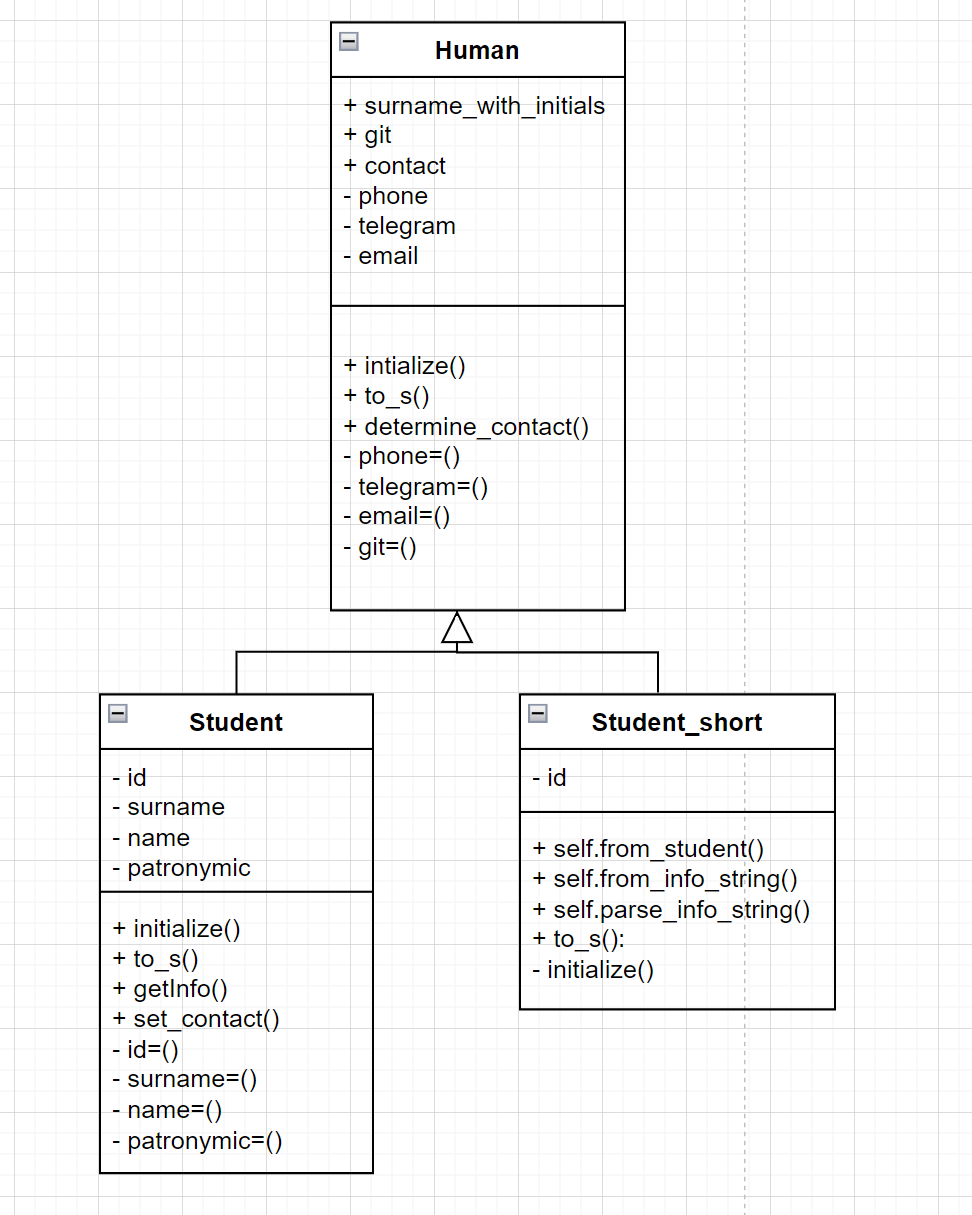 Human
+ surname_with_initials
+ git
+ contact
- phone
- telegram
- email
+ intialize()
+ to_s()
+ determine_contact()
- phone=()
- telegram=()
- email=()
- git=()
Student
- id
- surname
- name
- patronymic
+ initialize()
+ to_s()
+ getInfo()
+ set_contact()
- id=()
- surname=()
- name=()
- patronymic=()
Student_short
- id
+ self.from_student()
+ self.from_info_string()
+ self.parse_info_string()
+ to_s():
- initialize()